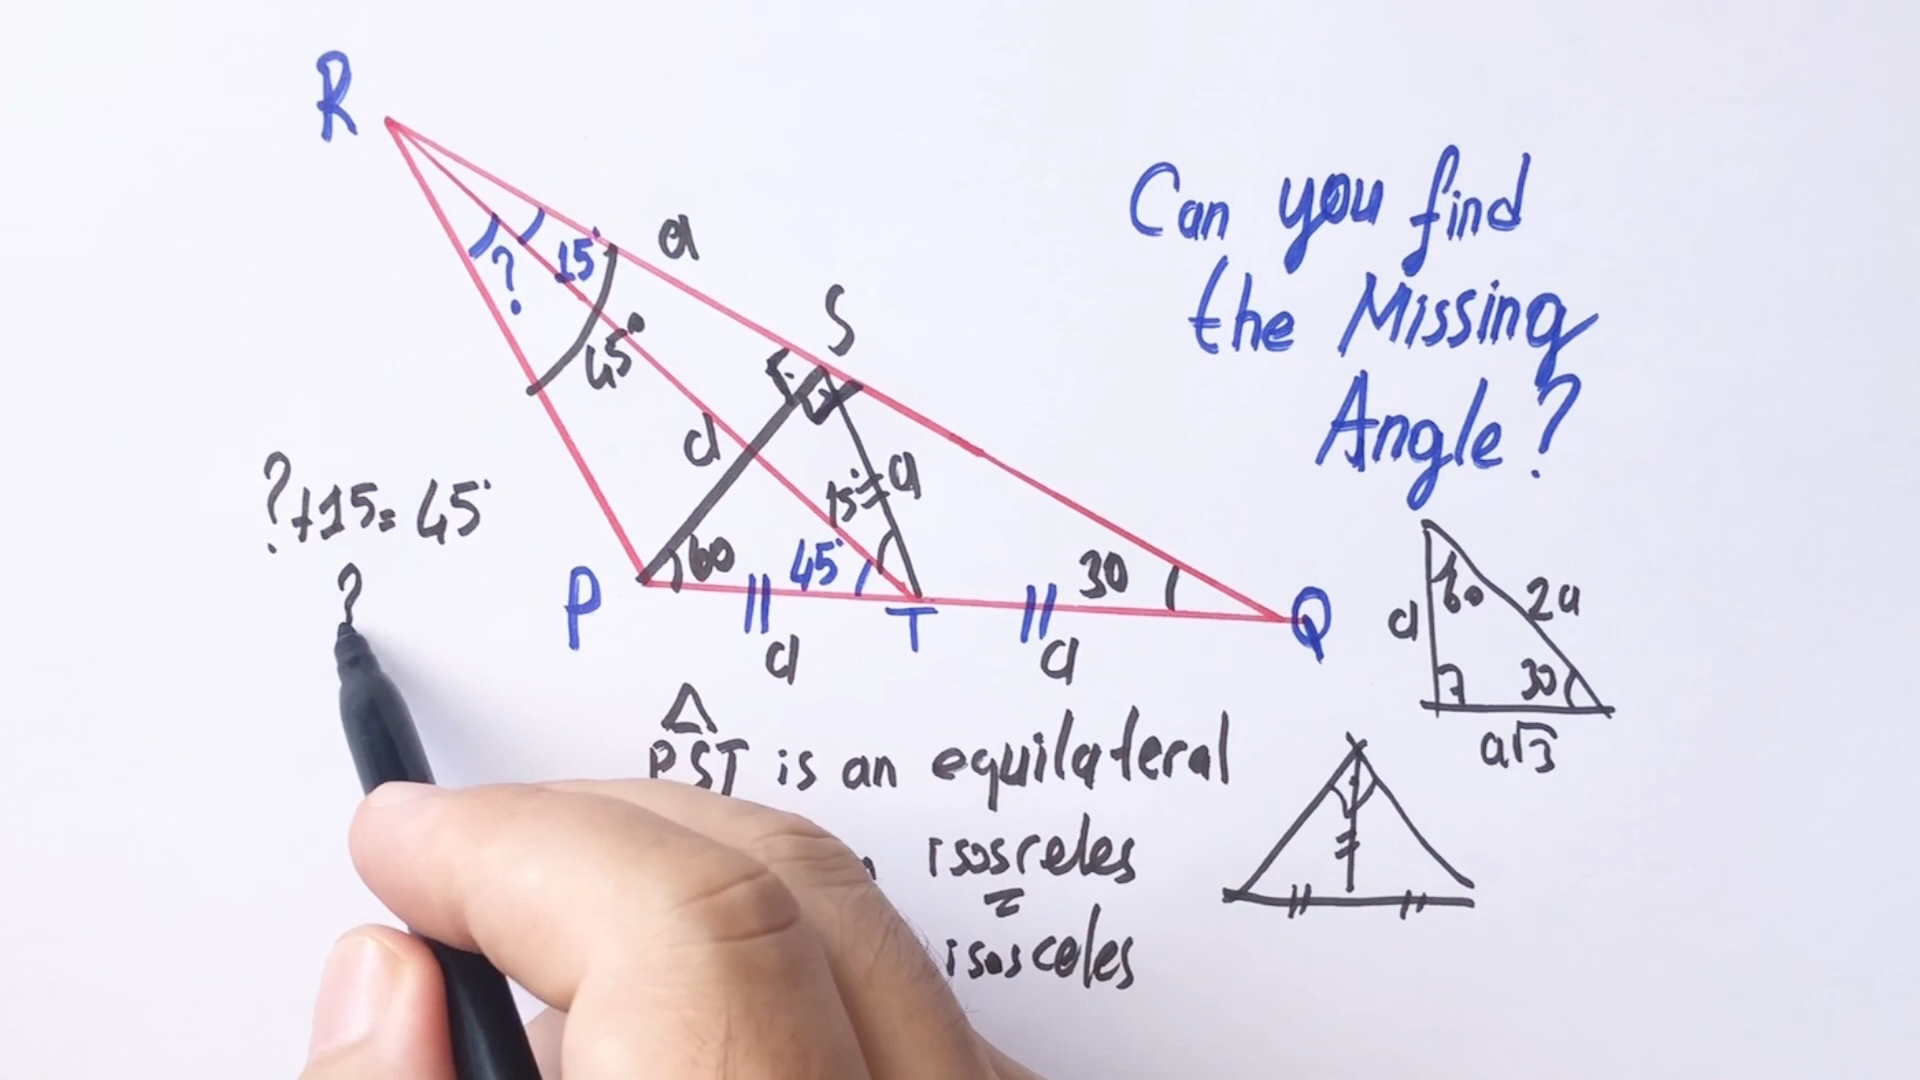 R
Can you find
the Missing
Angle?
a
S
?
15°
45°
a
a
15°
?+15=45°
?
60
45°
30
P
T
Q
a
a
60
2a
a
30
a√3
PST is an equilateral
isosreles
isosceles